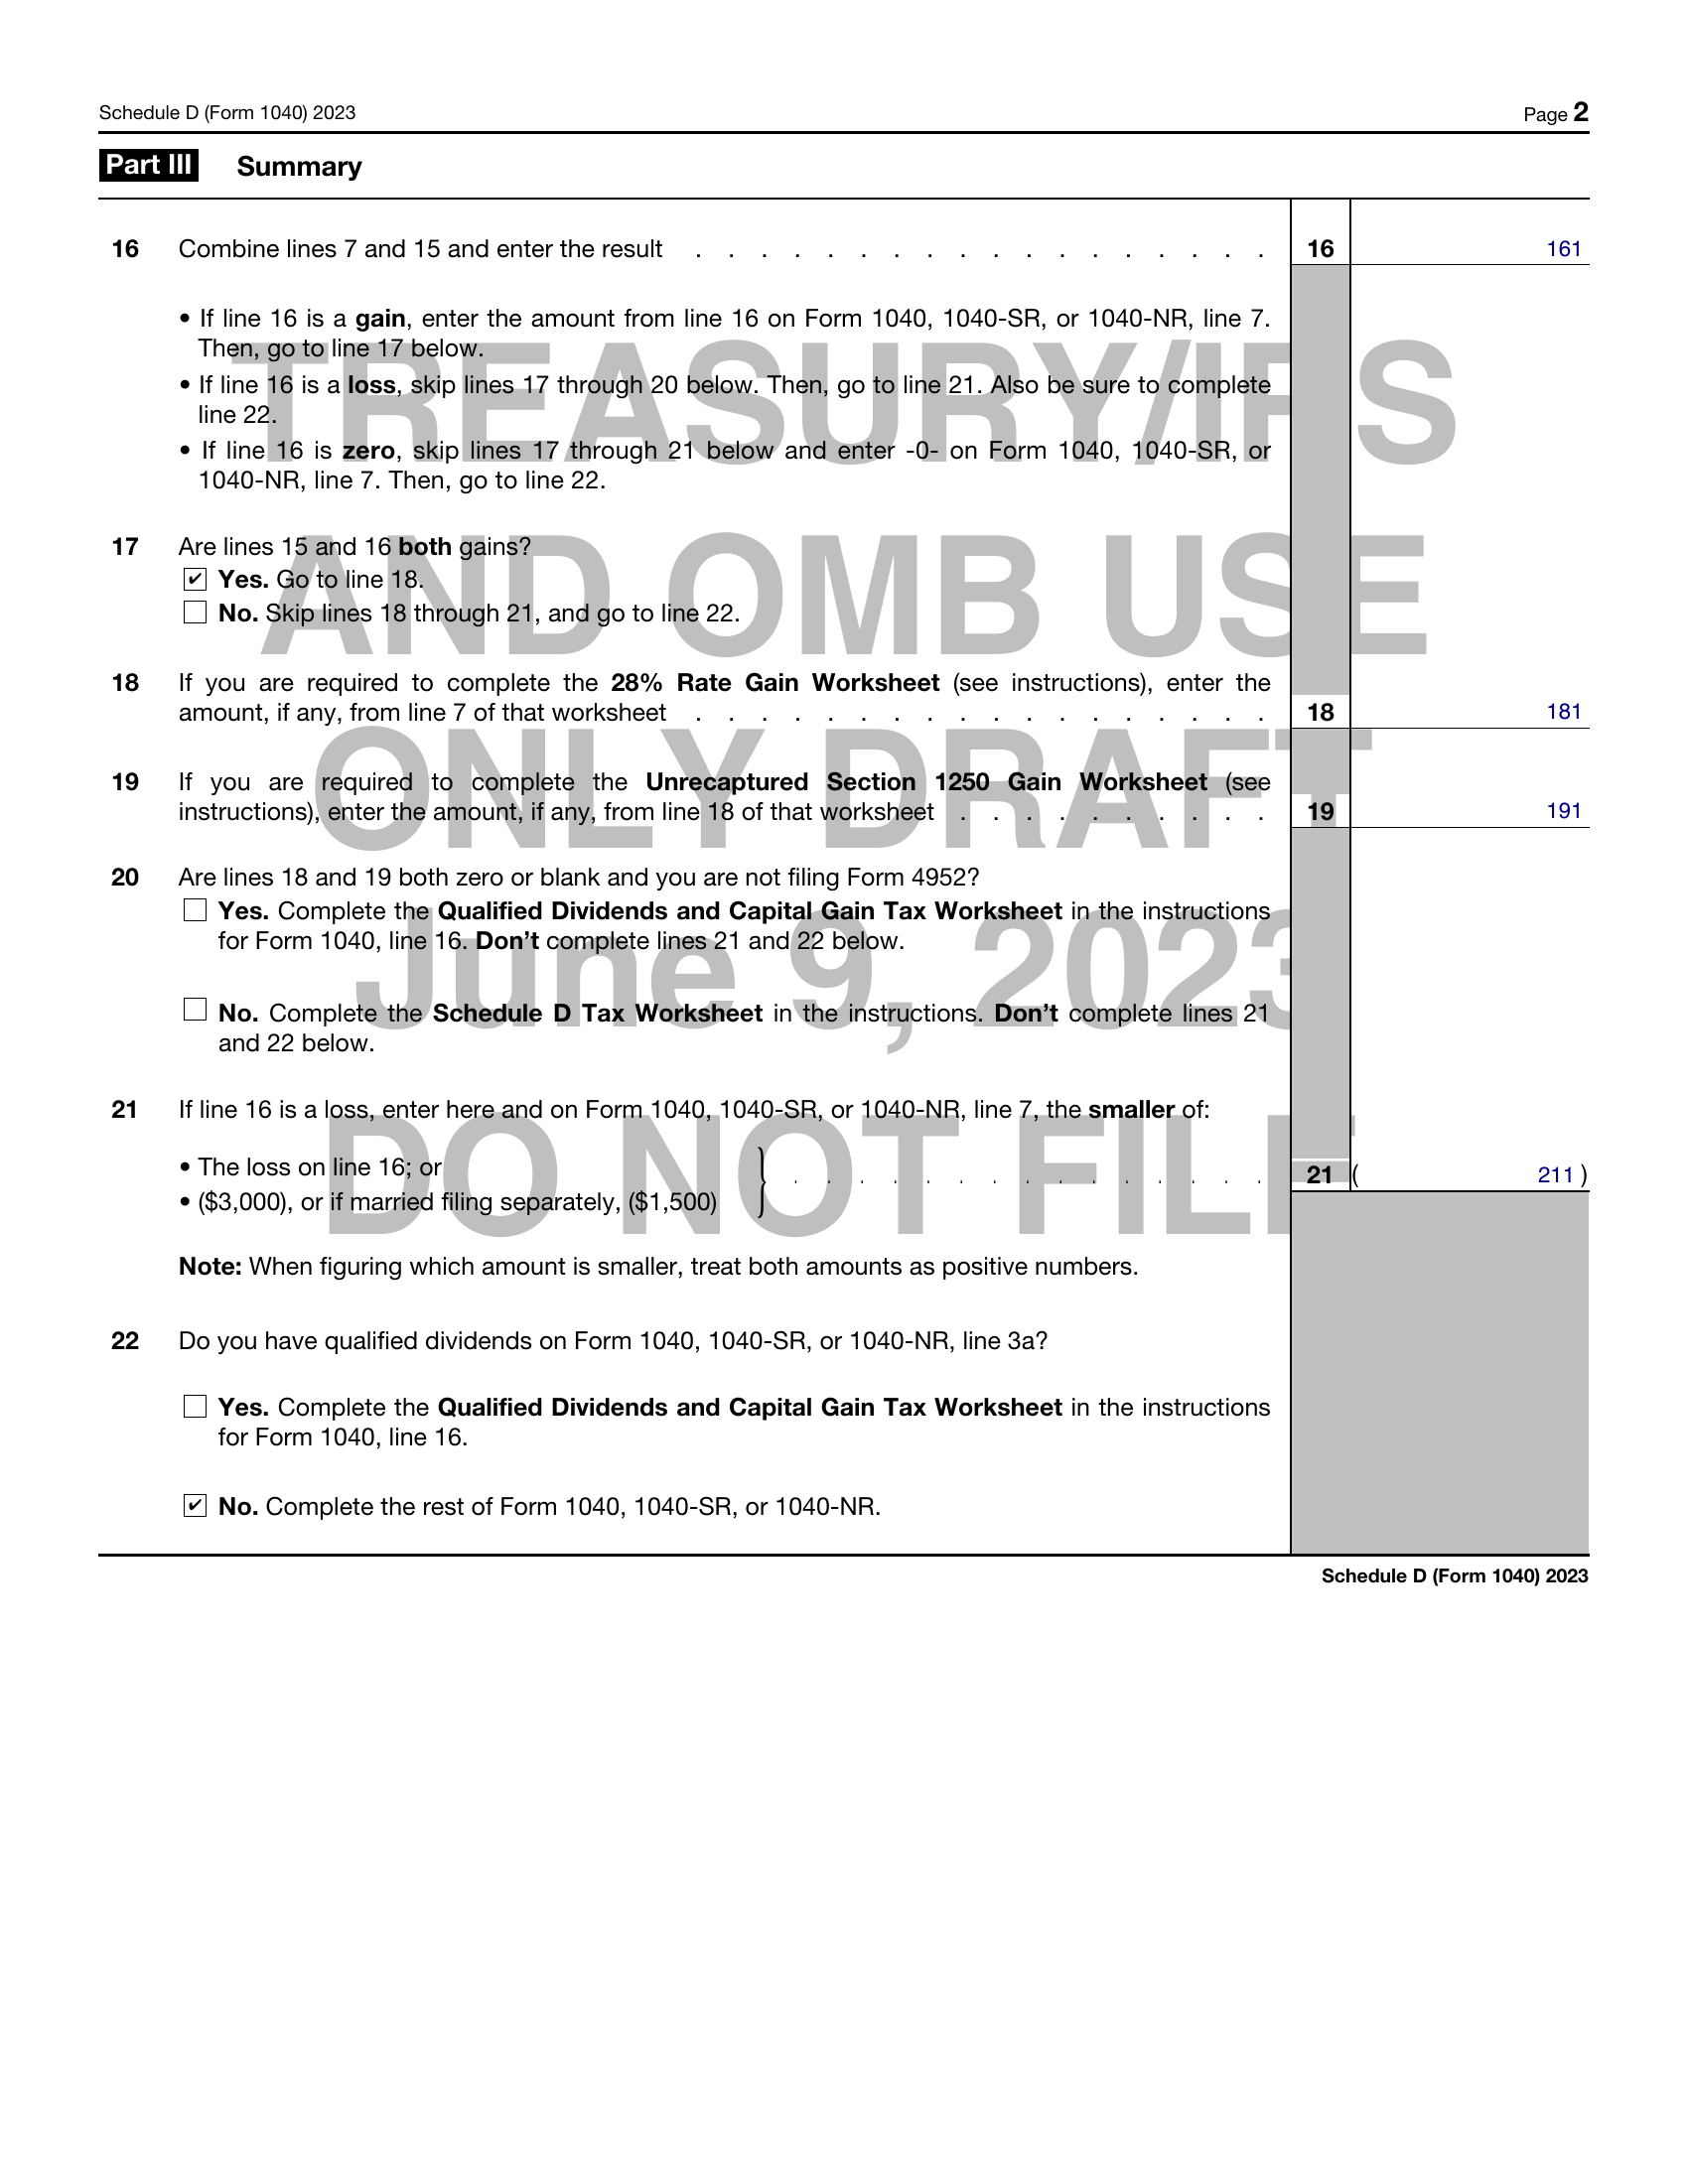 Schedule D (Form 1040) 2023 Page 2
Part III Summary
16 Combine lines 7 and 15 and enter the result . . . . . . . . . . . . . . . . . . 16 161
• If line 16 is a gain, enter the amount from line 16 on Form 1040, 1040-SR, or 1040-NR, line 7.
Then, go to line 17 below.
• If line 16 is a loss, skip lines 17 through 20 below. Then, go to line 21. Also be sure to complete
line 22.
• If line 16 is zero, skip lines 17 through 21 below and enter -0- on Form 1040, 1040-SR, or
1040-NR, line 7. Then, go to line 22.
TREASURY/IRS
17 Are lines 15 and 16 both gains?
✔ Yes. Go to line 18.
No. Skip lines 18 through 21, and go to line 22.
AND OMB USE
18 If you are required to complete the 28% Rate Gain Worksheet (see instructions), enter the
amount, if any, from line 7 of that worksheet . . . . . . . . . . . . . . . . . . 18 181
ONLY DRAFT
19 If you are required to complete the Unrecaptured Section 1250 Gain Worksheet (see
instructions), enter the amount, if any, from line 18 of that worksheet . . . . . . . . . . 19 191
20 Are lines 18 and 19 both zero or blank and you are not filing Form 4952?
Yes. Complete the Qualified Dividends and Capital Gain Tax Worksheet in the instructions
for Form 1040, line 16. Don’t complete lines 21 and 22 below.
June 9, 2023
No. Complete the Schedule D Tax Worksheet in the instructions. Don’t complete lines 21
and 22 below.
21 If line 16 is a loss, enter here and on Form 1040, 1040-SR, or 1040-NR, line 7, the smaller of:
• The loss on line 16; or
• ($3,000), or if married filing separately, ($1,500) } . . . . . . . . . . . . . . . 21 ( 211 )
DO NOT FIL
Note: When figuring which amount is smaller, treat both amounts as positive numbers.
22 Do you have qualified dividends on Form 1040, 1040-SR, or 1040-NR, line 3a?
Yes. Complete the Qualified Dividends and Capital Gain Tax Worksheet in the instructions
for Form 1040, line 16.
✔ No. Complete the rest of Form 1040, 1040-SR, or 1040-NR.
Schedule D (Form 1040) 2023